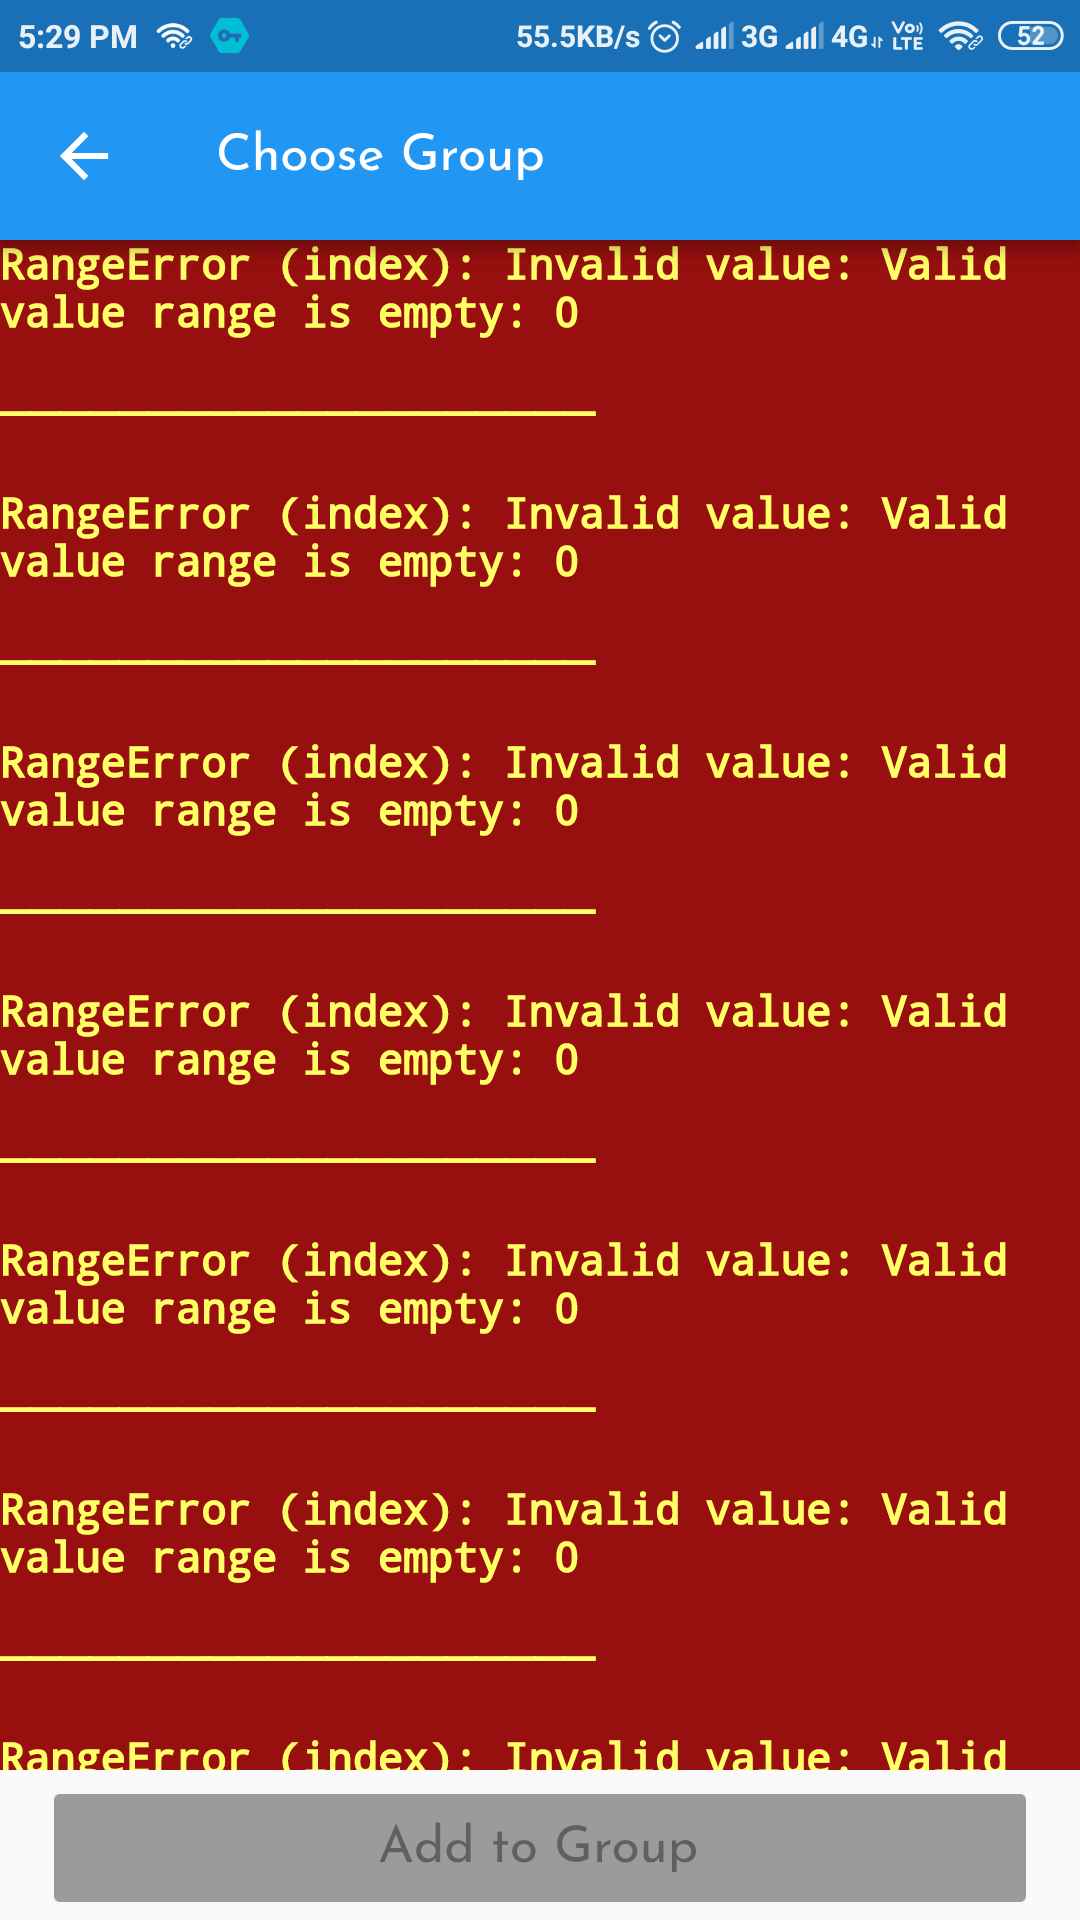 5:29 PM 55.5KB/s 3G 4G VoLTE 52
Choose Group
RangeError (index): Invalid value: Valid
value range is empty: 0
RangeError (index): Invalid value: Valid
value range is empty: 0
RangeError (index): Invalid value: Valid
value range is empty: 0
RangeError (index): Invalid value: Valid
value range is empty: 0
RangeError (index): Invalid value: Valid
value range is empty: 0
RangeError (index): Invalid value: Valid
value range is empty: 0
RangeError (index): Invalid value: Valid
Add to Group